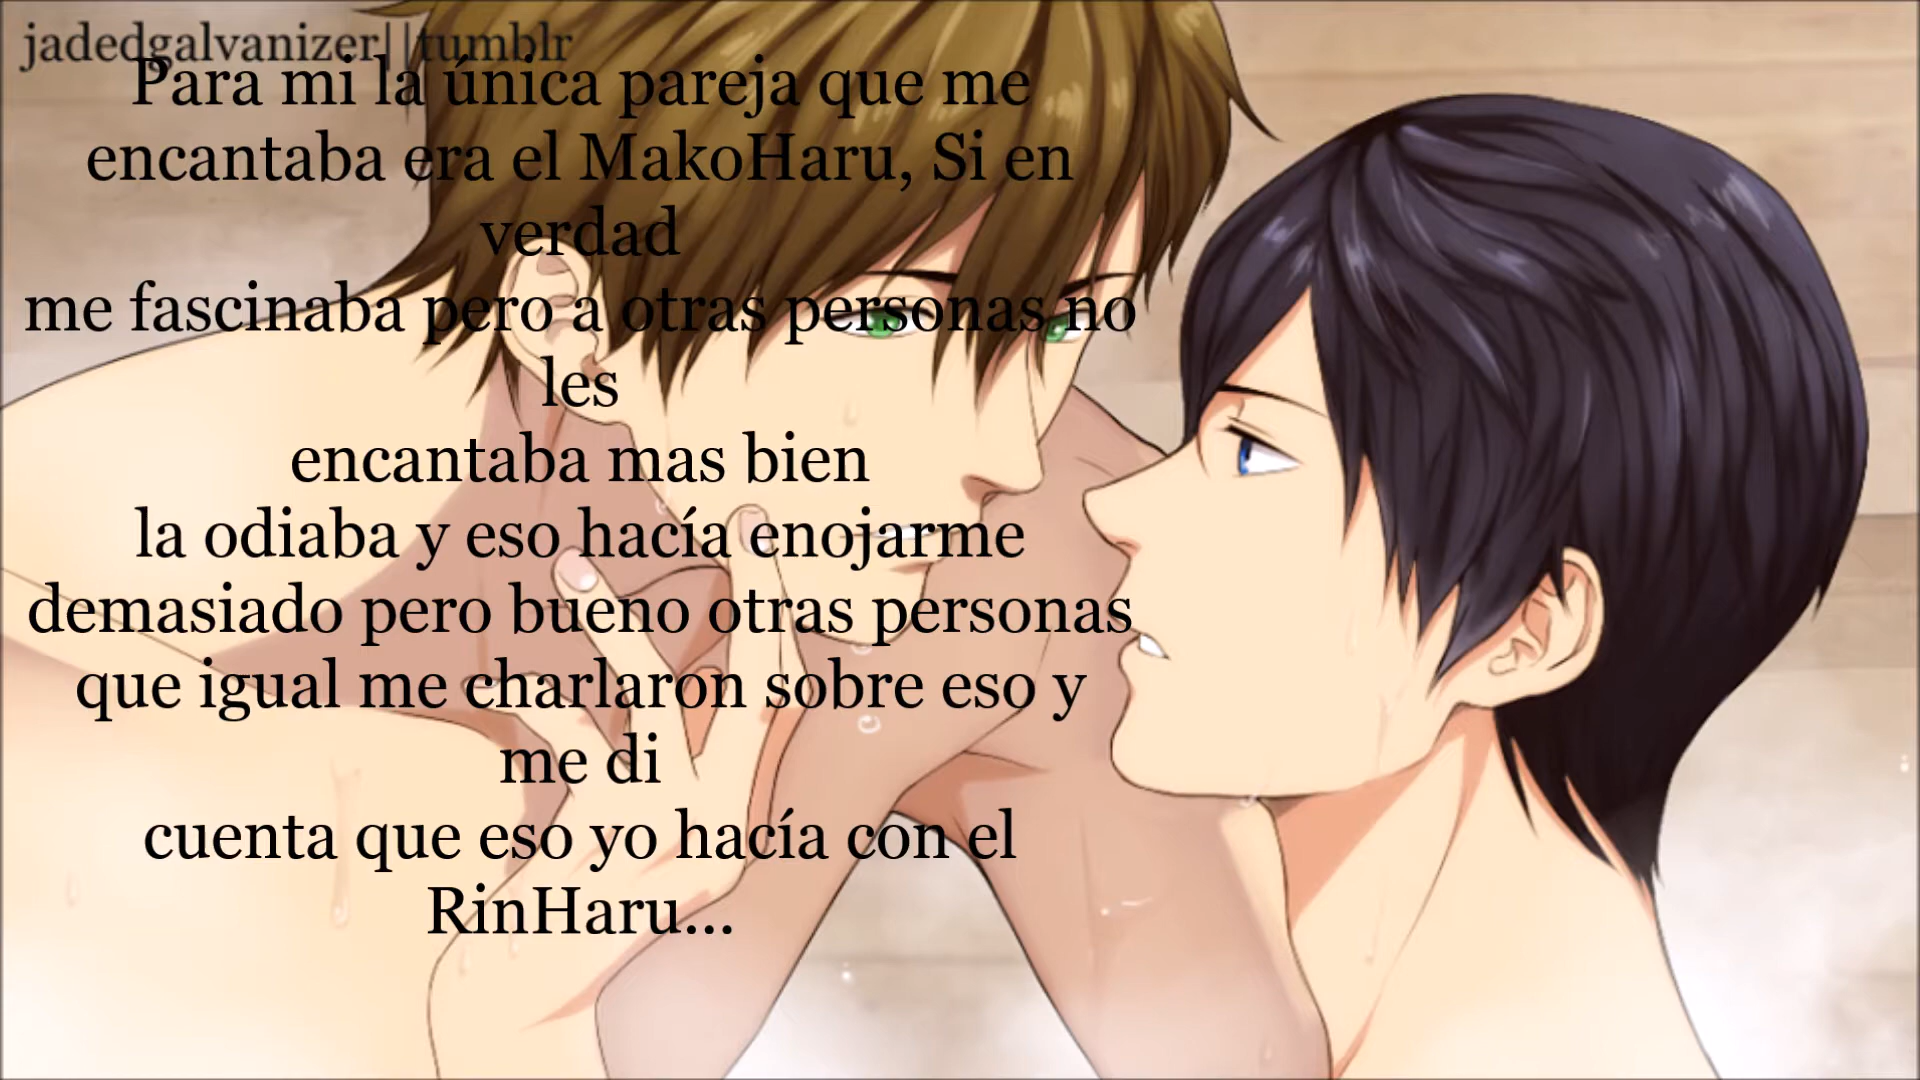 jadedgalvanizer||tumblr
Para mi la única pareja que me
encantaba era el MakoHaru, Si en
verdad
me fascinaba pero a otras personas no
les
encantaba mas bien
la odiaba y eso hacía enojarme
demasiado pero bueno otras personas
que igual me charlaron sobre eso y
me di
cuenta que eso yo hacía con el
RinHaru...